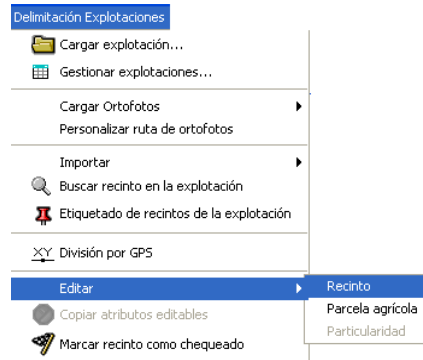 Delimitación Explotaciones
Cargar explotación...
Gestionar explotaciones...
Cargar Ortofotos
Personalizar ruta de ortofotos
Importar
Buscar recinto en la explotación
Etiquetado de recintos de la explotación
XY División por GPS
Editar
Recinto
Parcela agrícola
Particularidad
Copiar atributos editables
Marcar recinto como chequeado